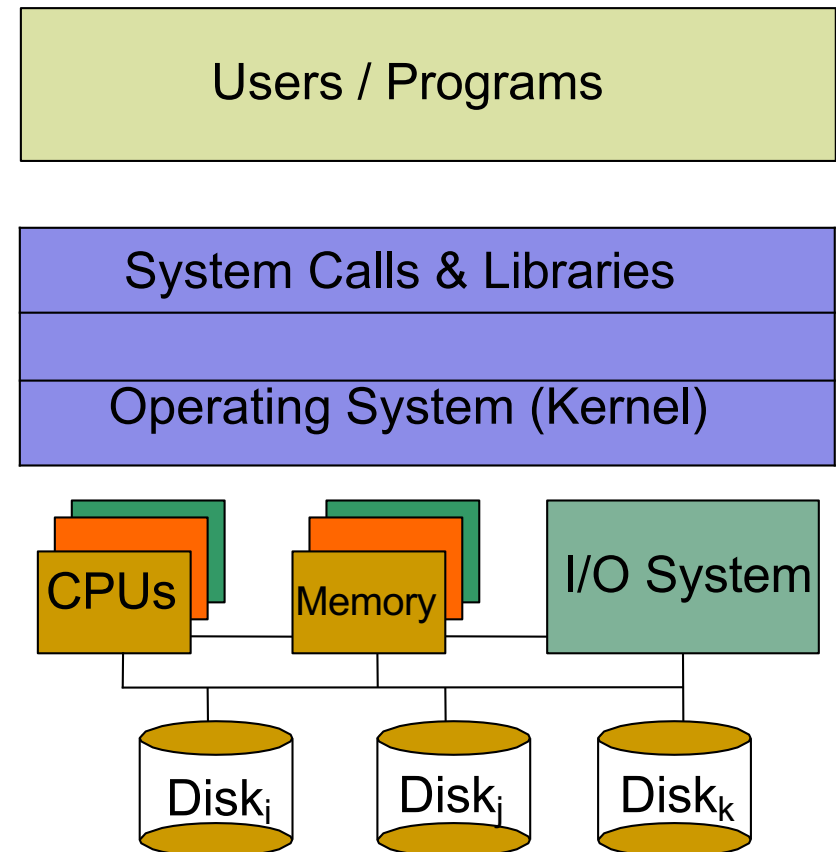 Users / Programs
System Calls & Libraries
Operating System (Kernel)
CPUs
Memory
I/O System
Diskᵢ
Diskⱼ
Diskₖ